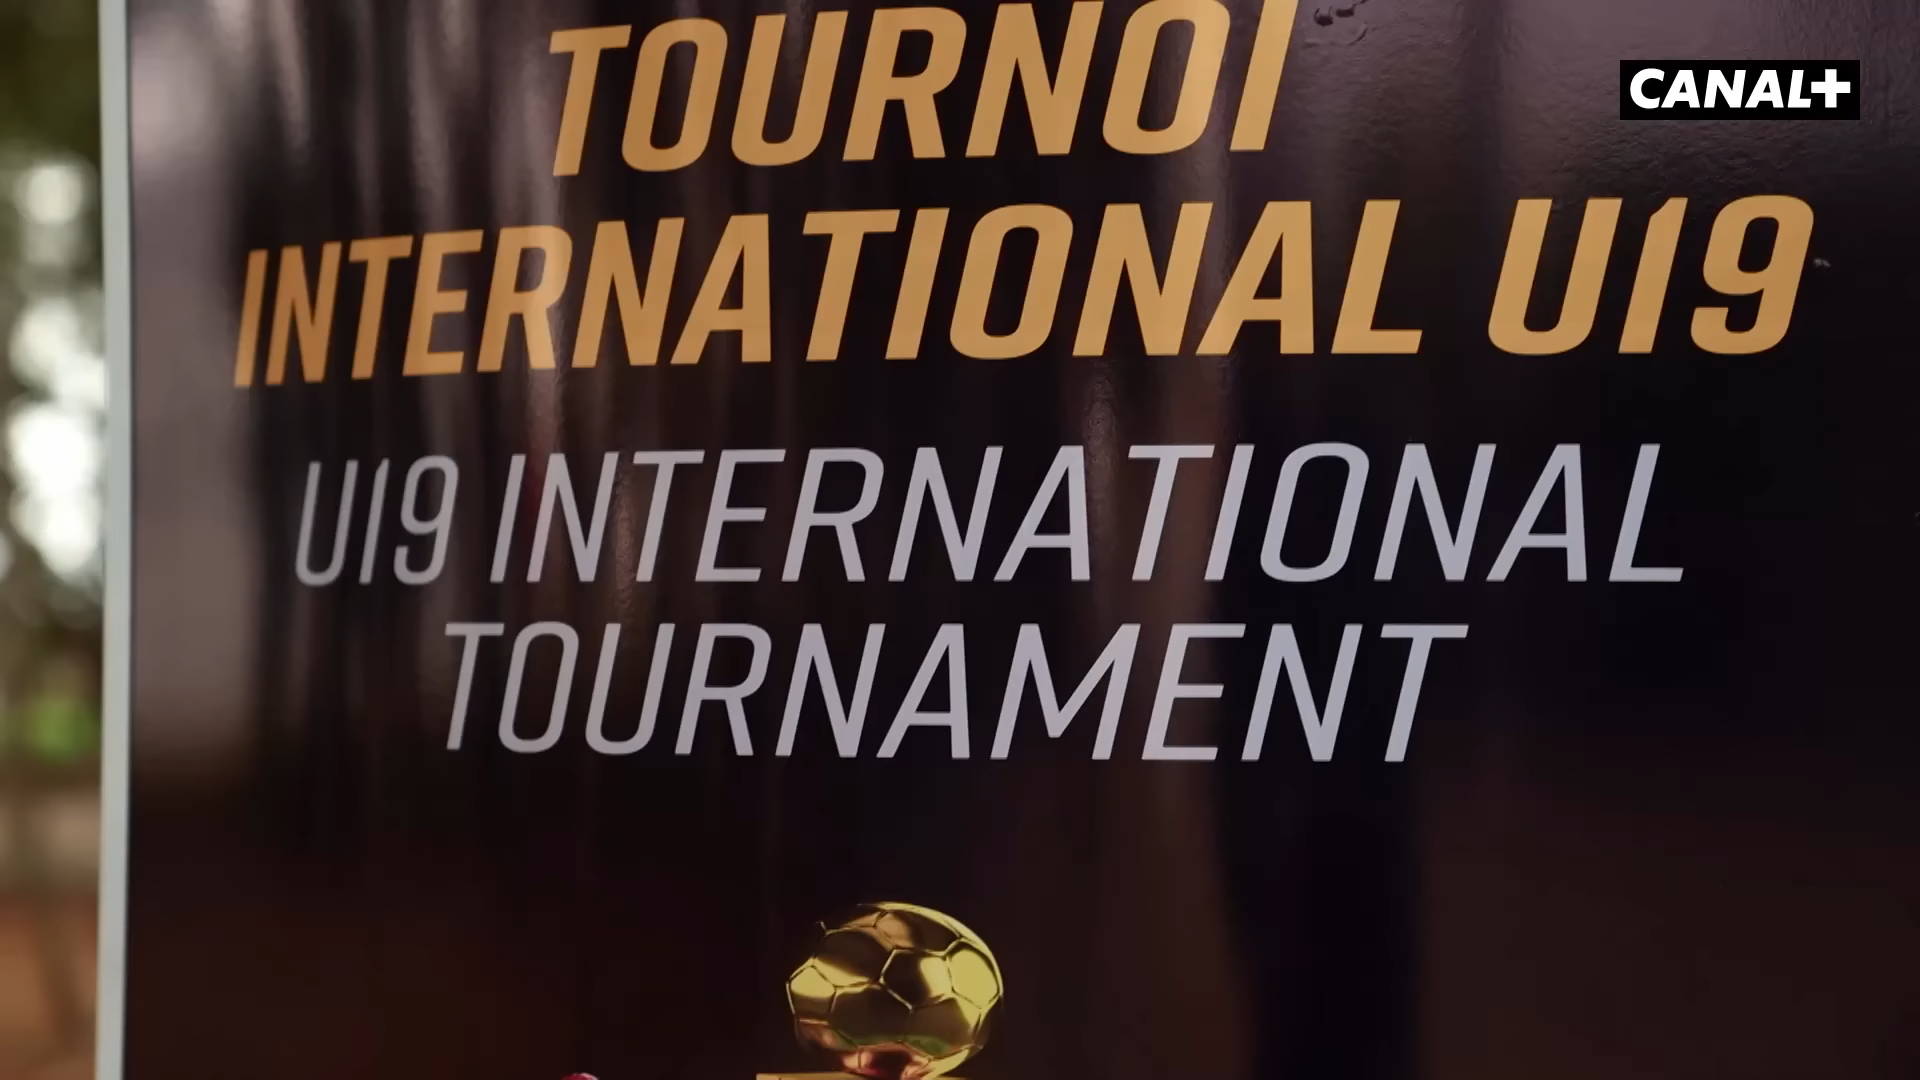 CANAL+
TOURNOI
INTERNATIONAL U19
U19 INTERNATIONAL
TOURNAMENT